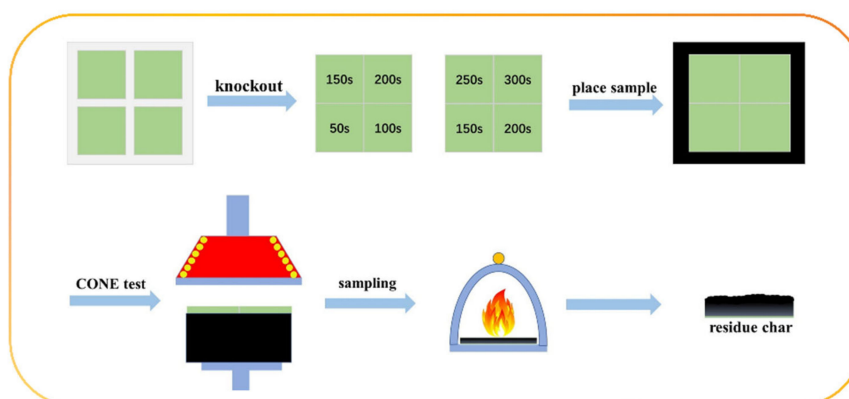 knockout
150s 200s
50s 100s
250s 300s
150s 200s
place sample
CONE test
sampling
residue char